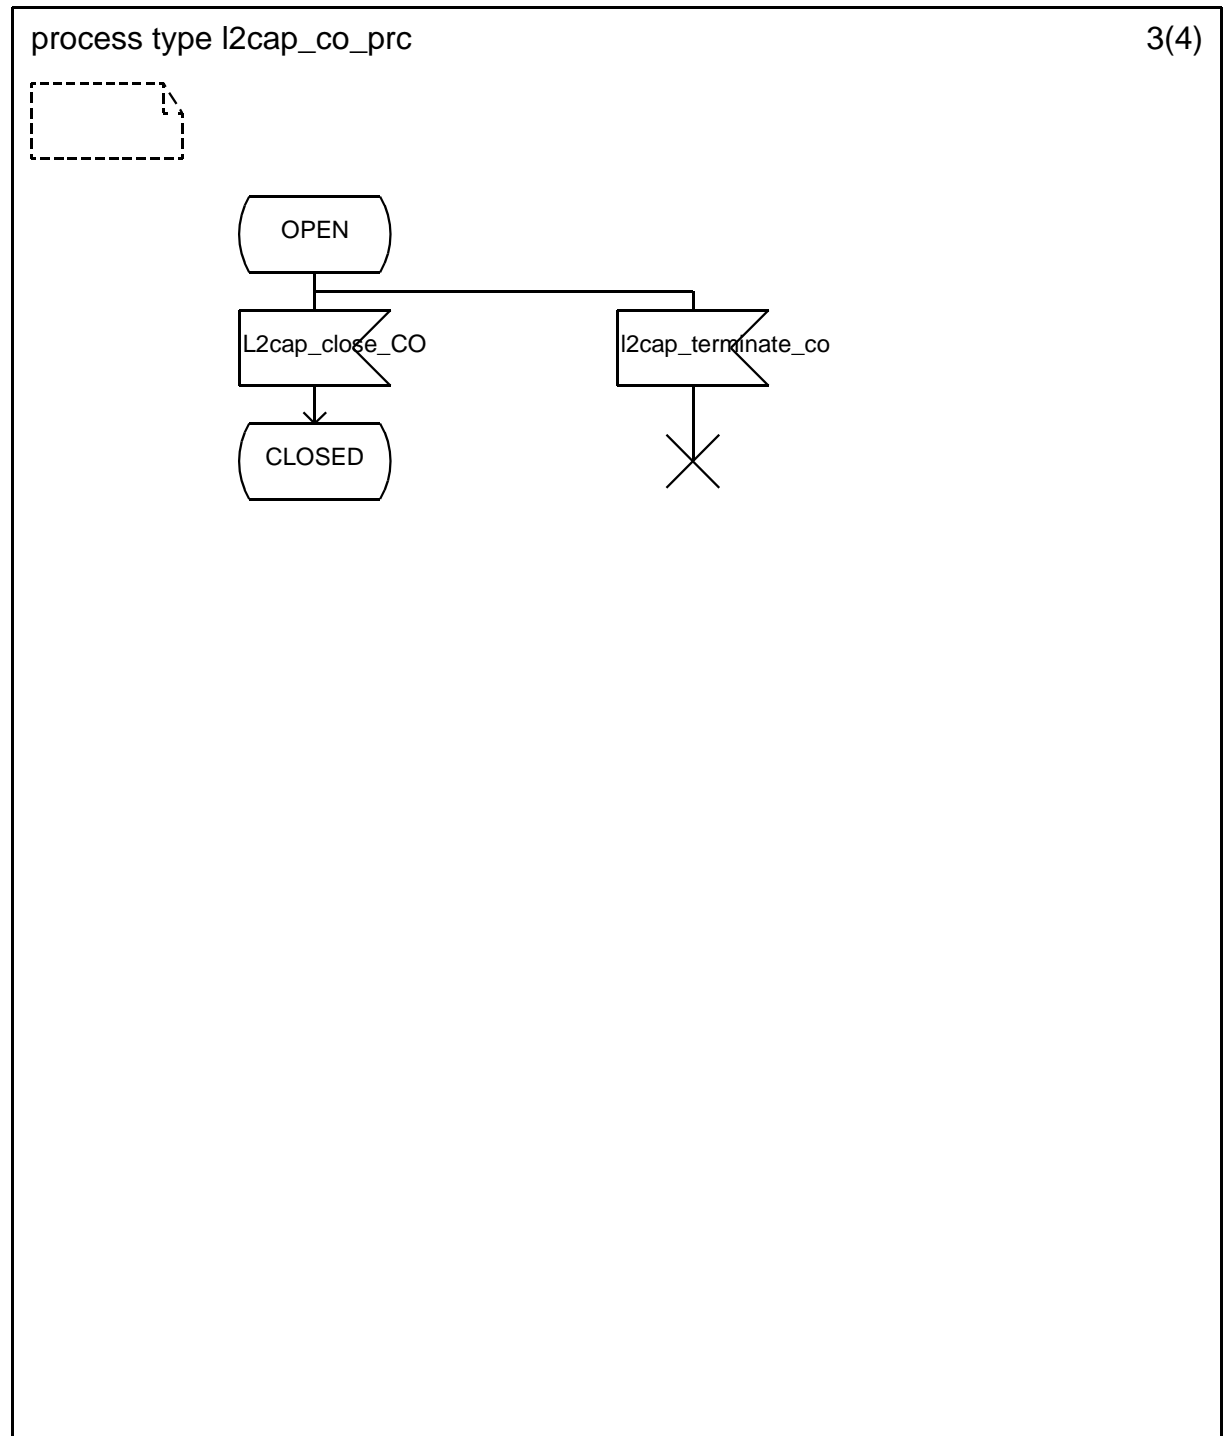 process type l2cap_co_prc 3(4)
OPEN
L2cap_close_CO l2cap_terminate_co
CLOSED